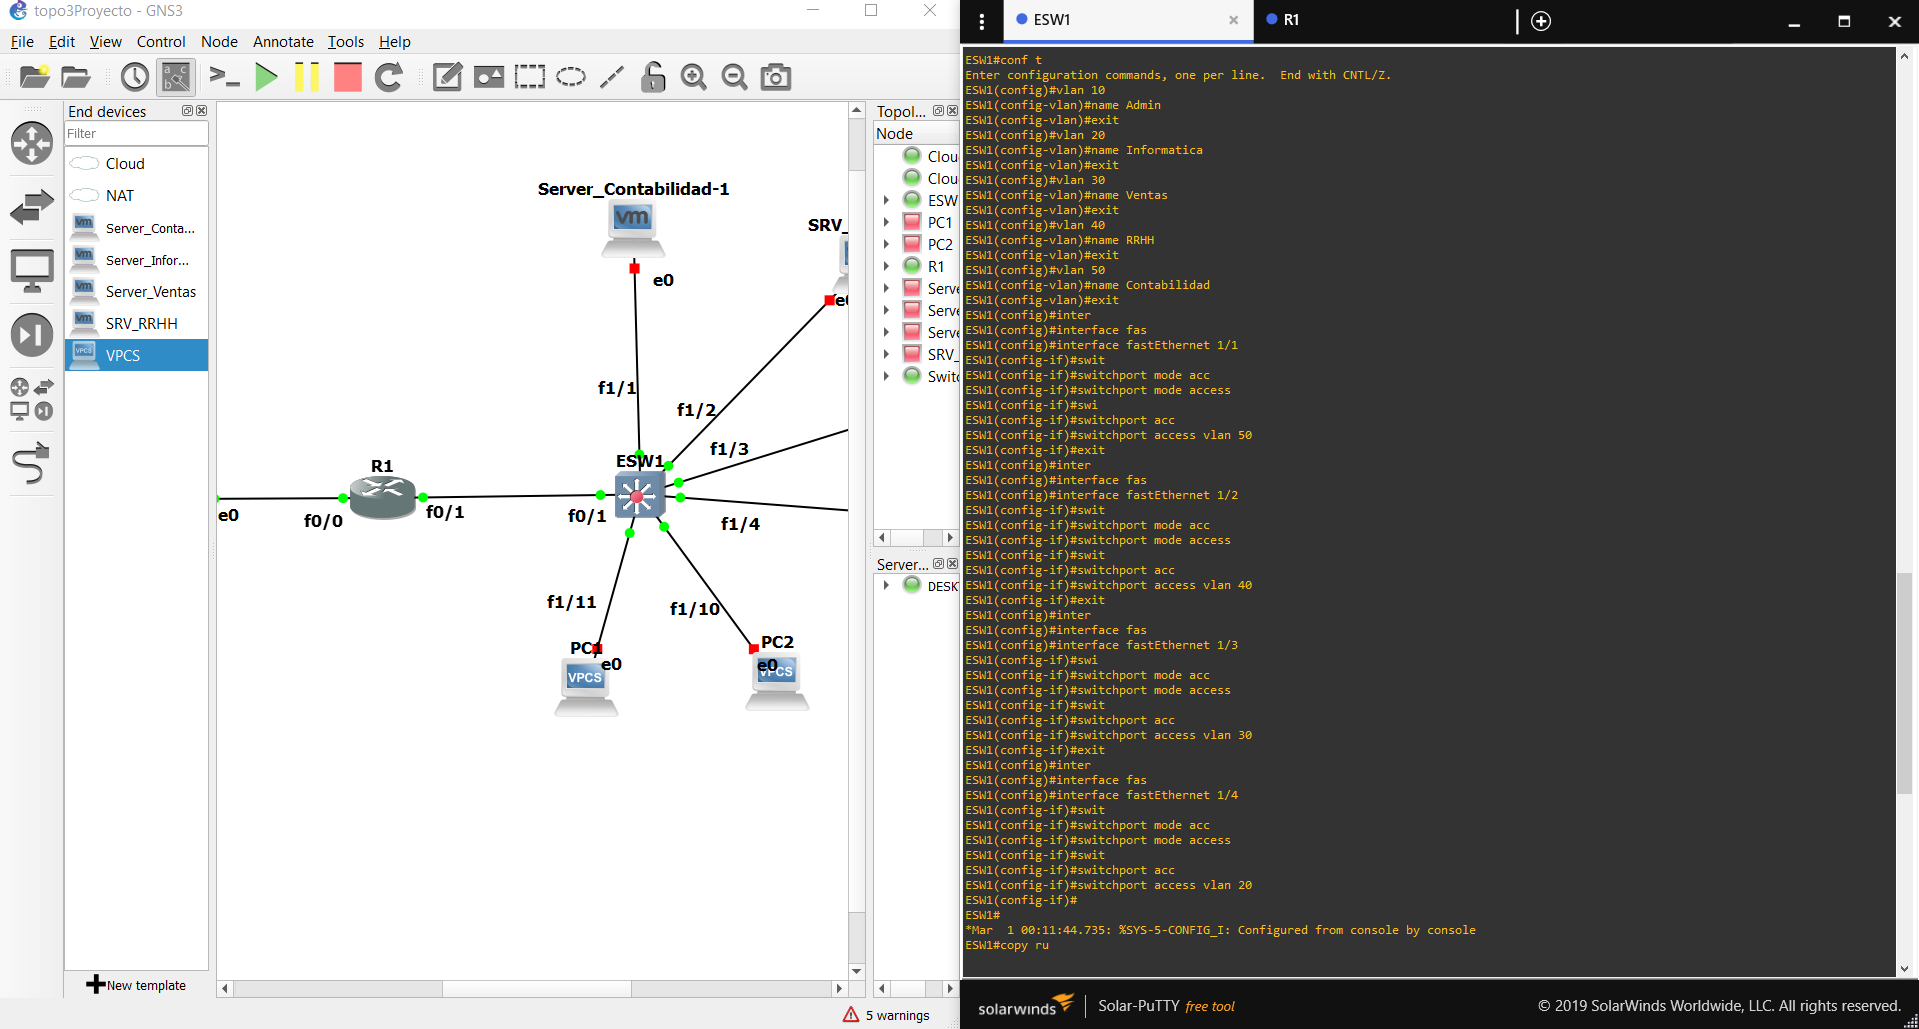 topo3Proyecto - GNS3
File Edit View Control Node Annotate Tools Help
End devices
Filter
Cloud
NAT
Server_Conta...
Server_Infor...
Server_Ventas
SRV_RRHH
VPCS
New template
Server_Contabilidad-1
vm
e0
SRV_
e0
f1/1
f1/2
f1/3
ESW1
R1
e0
f0/0
f0/1
f0/1
f1/4
f1/11
f1/10
PC1
e0
VPCS
PC2
e0
VPCS
Topol...
Node
Clou
Clou
ESW
PC1
PC2
R1
Serve
Serve
Serve
SRV_
Switc
Server...
DESK
5 warnings
ESW1
R1
ESW1#conf t
Enter configuration commands, one per line.  End with CNTL/Z.
ESW1(config)#vlan 10
ESW1(config-vlan)#name Admin
ESW1(config-vlan)#exit
ESW1(config)#vlan 20
ESW1(config-vlan)#name Informatica
ESW1(config-vlan)#exit
ESW1(config)#vlan 30
ESW1(config-vlan)#name Ventas
ESW1(config-vlan)#exit
ESW1(config)#vlan 40
ESW1(config-vlan)#name RRHH
ESW1(config-vlan)#exit
ESW1(config)#vlan 50
ESW1(config-vlan)#name Contabilidad
ESW1(config-vlan)#exit
ESW1(config)#inter
ESW1(config)#interface fas
ESW1(config)#interface fastEthernet 1/1
ESW1(config-if)#swit
ESW1(config-if)#switchport mode acc
ESW1(config-if)#switchport mode access
ESW1(config-if)#swi
ESW1(config-if)#switchport acc
ESW1(config-if)#switchport access vlan 50
ESW1(config-if)#exit
ESW1(config)#inter
ESW1(config)#interface fas
ESW1(config)#interface fastEthernet 1/2
ESW1(config-if)#swit
ESW1(config-if)#switchport mode acc
ESW1(config-if)#switchport mode access
ESW1(config-if)#swit
ESW1(config-if)#switchport acc
ESW1(config-if)#switchport access vlan 40
ESW1(config-if)#exit
ESW1(config)#inter
ESW1(config)#interface fas
ESW1(config)#interface fastEthernet 1/3
ESW1(config-if)#swi
ESW1(config-if)#switchport mode acc
ESW1(config-if)#switchport mode access
ESW1(config-if)#swit
ESW1(config-if)#switchport acc
ESW1(config-if)#switchport access vlan 30
ESW1(config-if)#exit
ESW1(config)#inter
ESW1(config)#interface fas
ESW1(config)#interface fastEthernet 1/4
ESW1(config-if)#swit
ESW1(config-if)#switchport mode acc
ESW1(config-if)#switchport mode access
ESW1(config-if)#swit
ESW1(config-if)#switchport acc
ESW1(config-if)#switchport access vlan 20
ESW1(config-if)#
ESW1#
*Mar  1 00:11:44.735: %SYS-5-CONFIG_I: Configured from console by console
ESW1#copy ru
solarwinds Solar-PuTTY free tool
© 2019 SolarWinds Worldwide, LLC. All rights reserved.